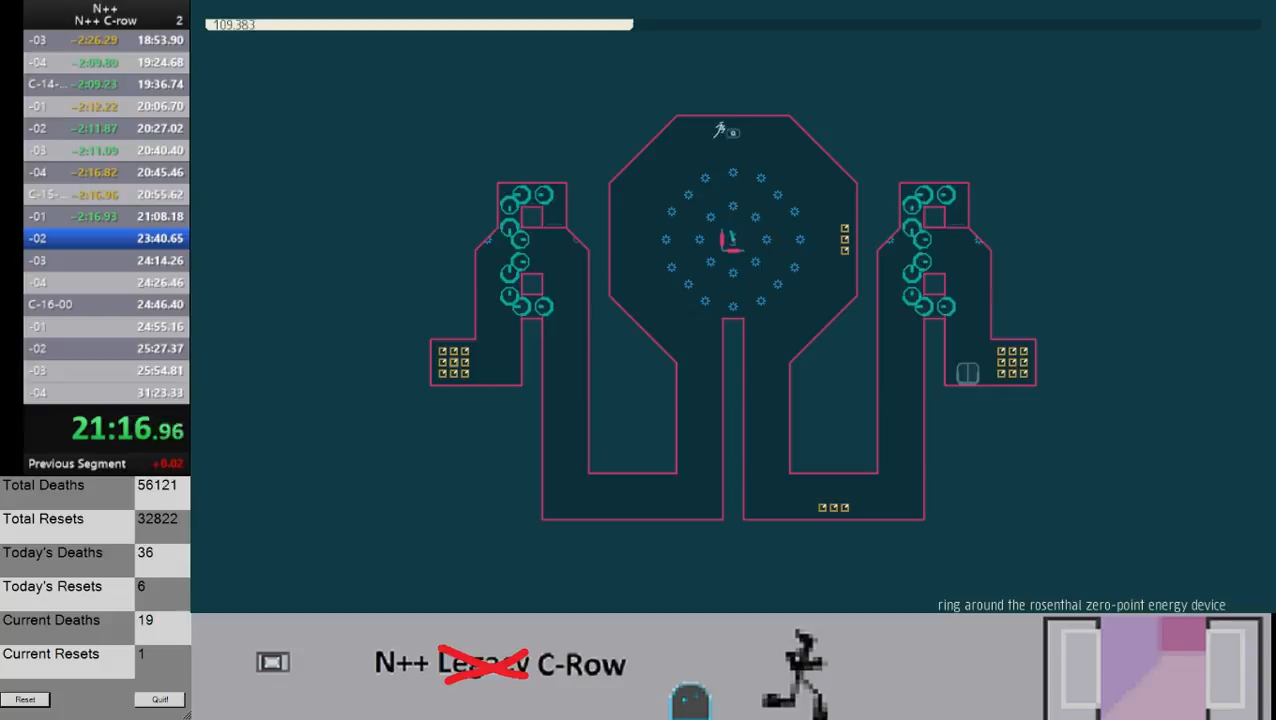 N++
N++ C-row 2
-03 -2:26.29 18:53.90
-04 -2:09.80 19:24.68
C-14-... -2:09.23 19:36.74
-01 -2:12.22 20:06.70
-02 -2:11.87 20:27.02
-03 -2:11.09 20:40.40
-04 -2:16.82 20:45.46
C-15-... -2:16.96 20:55.62
-01 -2:16.93 21:08.18
-02 23:40.65
-03 24:14.26
-04 24:26.46
C-16-00 24:46.40
-01 24:55.16
-02 25:27.37
-03 25:54.81
-04 31:23.33
21:16.96
Previous Segment +0.02
Total Deaths 56121
Total Resets 32822
Today's Deaths 36
Today's Resets 6
Current Deaths 19
Current Resets 1
Reset Quit!
109.383
ring around the rosenthal zero-point energy device
N++ Legacy C-Row